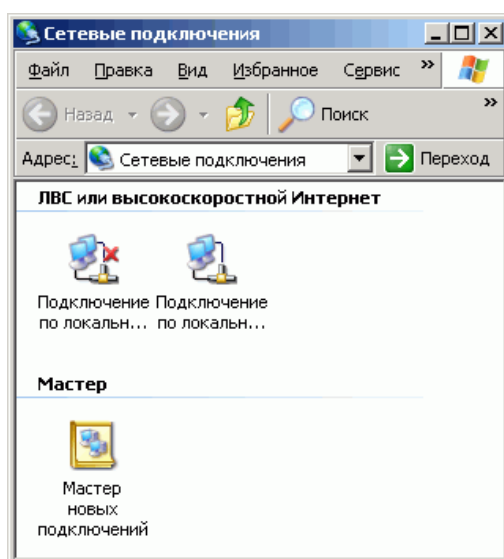 Сетевые подключения
Файл Правка Вид Избранное Сервис »
Назад Поиск »
Адрес: Сетевые подключения Переход
ЛВС или высокоскоростной Интернет
Подключение Подключение
по локальн... по локальн...
Мастер
Мастер
новых
подключений